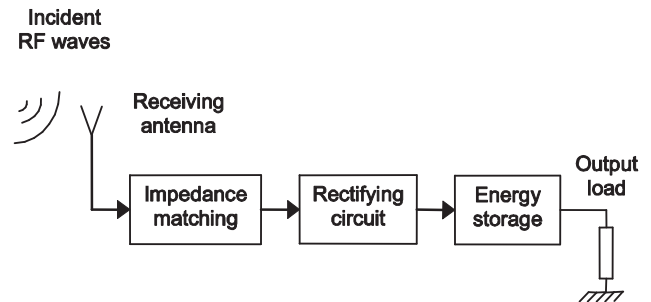 Incident
RF waves
Receiving
antenna
Impedance
matching
Rectifying
circuit
Energy
storage
Output
load